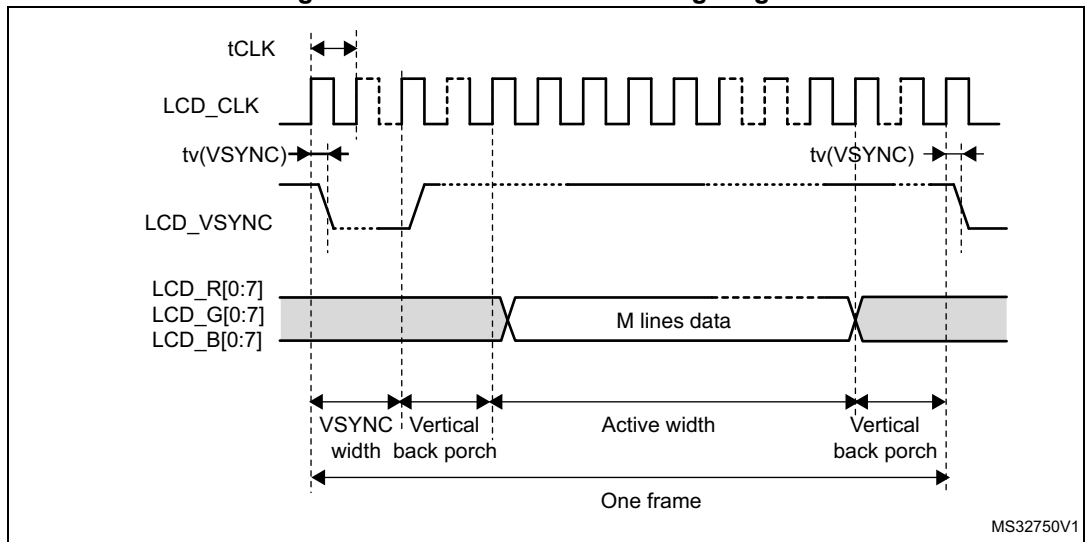 tCLK
LCD_CLK
tv(VSYNC)
tv(VSYNC)
LCD_VSYNC
LCD_R[0:7]
LCD_G[0:7]
LCD_B[0:7]
M lines data
VSYNC width
Vertical back porch
Active width
Vertical back porch
One frame
MS32750V1